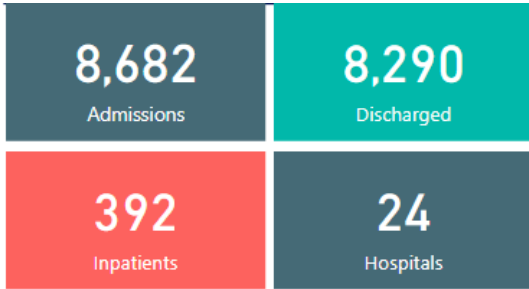 8,682
Admissions
8,290
Discharged
392
Inpatients
24
Hospitals